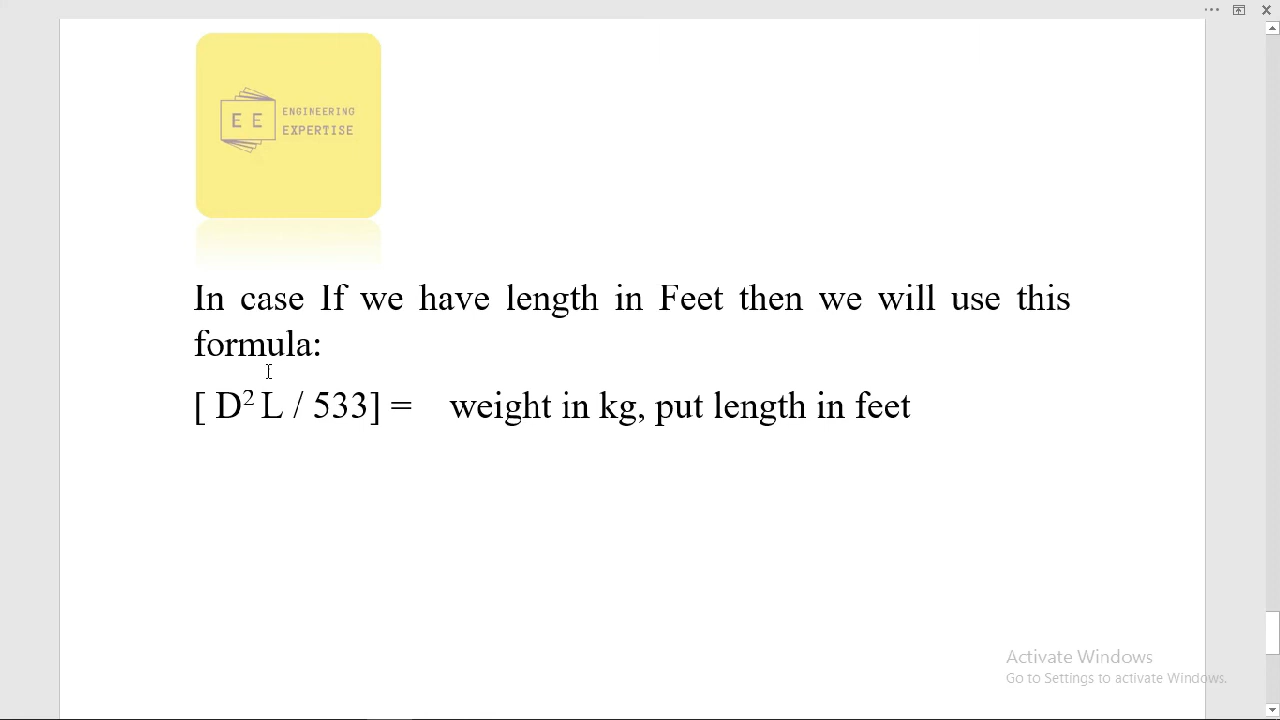 E E
ENGINEERING
EXPERTISE
In case If we have length in Feet then we will use this
formula:
[ D² L / 533] = weight in kg, put length in feet
Activate Windows
Go to Settings to activate Windows.